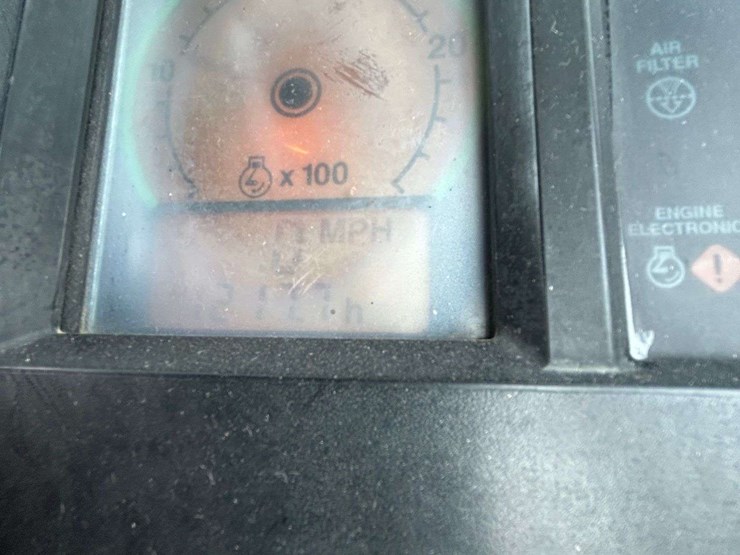 10
20
x 100
MPH
h
AIR
FILTER
ENGINE
ELECTRONIC